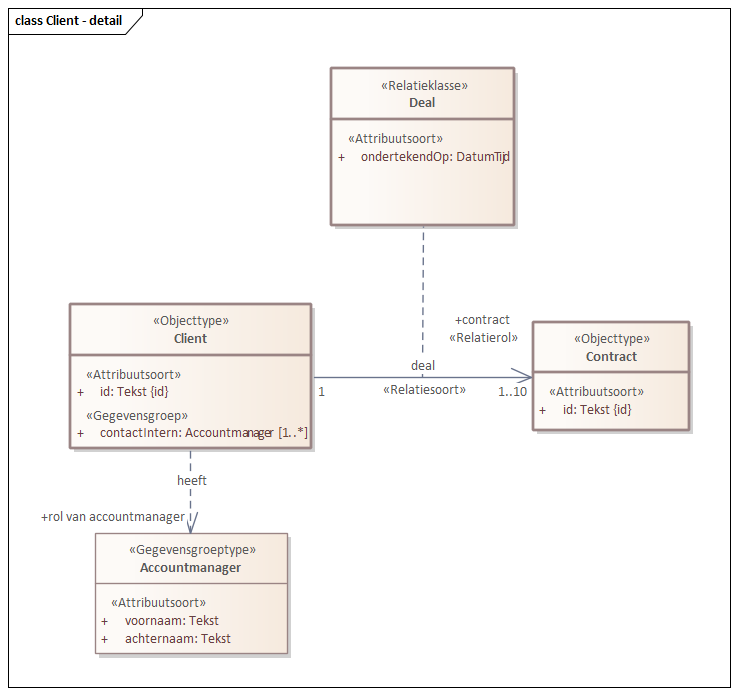 class Client - detail
«Relatieklasse»
Deal
«Attribuutsoort»
+ ondertekendOp: DatumTijd
«Objecttype»
Client
«Attribuutsoort»
+ id: Tekst {id}
«Gegevensgroep»
+ contactIntern: Accountmanager [1..*]
+contract
«Relatierol»
deal
1
«Relatiesoort»
1..10
«Objecttype»
Contract
«Attribuutsoort»
+ id: Tekst {id}
heeft
+rol van accountmanager
«Gegevensgroeptype»
Accountmanager
«Attribuutsoort»
+ voornaam: Tekst
+ achternaam: Tekst